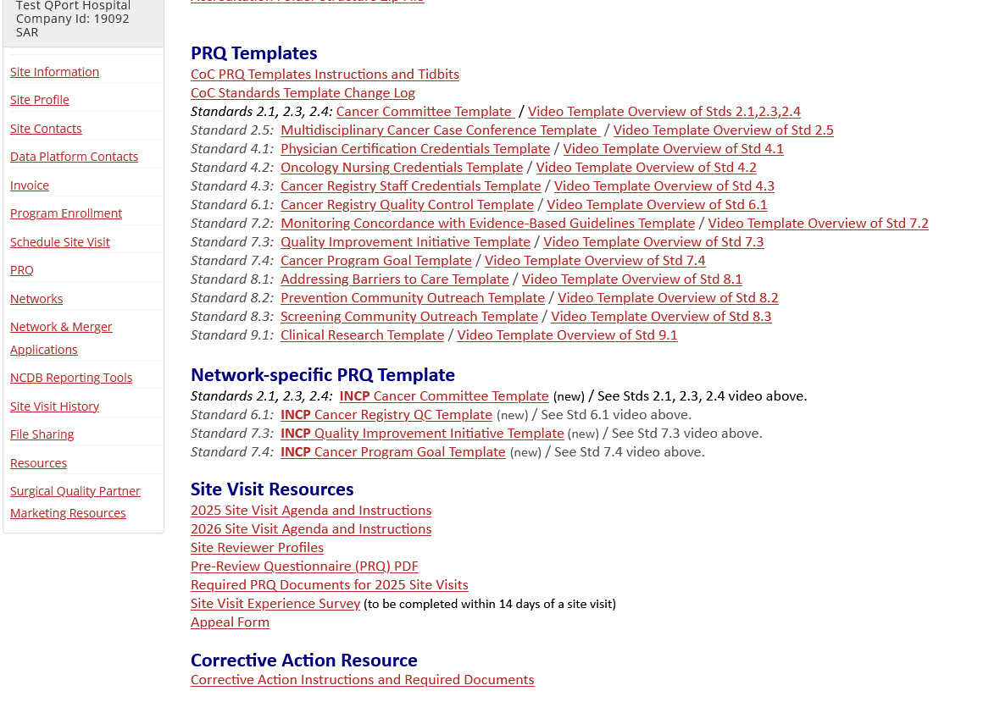 Test QPort Hospital
Company Id: 19092
SAR
Site Information
Site Profile
Site Contacts
Data Platform Contacts
Invoice
Program Enrollment
Schedule Site Visit
PRQ
Networks
Network & Merger
Applications
NCDB Reporting Tools
Site Visit History
File Sharing
Resources
Surgical Quality Partner
Marketing Resources
PRQ Templates
CoC PRQ Templates Instructions and Tidbits
CoC Standards Template Change Log
Standards 2.1, 2.3, 2.4: Cancer Committee Template / Video Template Overview of Stds 2.1,2.3,2.4
Standard 2.5: Multidisciplinary Cancer Case Conference Template / Video Template Overview of Std 2.5
Standard 4.1: Physician Certification Credentials Template / Video Template Overview of Std 4.1
Standard 4.2: Oncology Nursing Credentials Template / Video Template Overview of Std 4.2
Standard 4.3: Cancer Registry Staff Credentials Template / Video Template Overview of Std 4.3
Standard 6.1: Cancer Registry Quality Control Template / Video Template Overview of Std 6.1
Standard 7.2: Monitoring Concordance with Evidence-Based Guidelines Template / Video Template Overview of Std 7.2
Standard 7.3: Quality Improvement Initiative Template / Video Template Overview of Std 7.3
Standard 7.4: Cancer Program Goal Template / Video Template Overview of Std 7.4
Standard 8.1: Addressing Barriers to Care Template / Video Template Overview of Std 8.1
Standard 8.2: Prevention Community Outreach Template / Video Template Overview of Std 8.2
Standard 8.3: Screening Community Outreach Template / Video Template Overview of Std 8.3
Standard 9.1: Clinical Research Template / Video Template Overview of Std 9.1
Network-specific PRQ Template
Standards 2.1, 2.3, 2.4: INCP Cancer Committee Template (new) / See Stds 2.1, 2.3, 2.4 video above.
Standard 6.1: INCP Cancer Registry QC Template (new) / See Std 6.1 video above.
Standard 7.3: INCP Quality Improvement Initiative Template (new) / See Std 7.3 video above.
Standard 7.4: INCP Cancer Program Goal Template (new) / See Std 7.4 video above.
Site Visit Resources
2025 Site Visit Agenda and Instructions
2026 Site Visit Agenda and Instructions
Site Reviewer Profiles
Pre-Review Questionnaire (PRQ) PDF
Required PRQ Documents for 2025 Site Visits
Site Visit Experience Survey (to be completed within 14 days of a site visit)
Appeal Form
Corrective Action Resource
Corrective Action Instructions and Required Documents